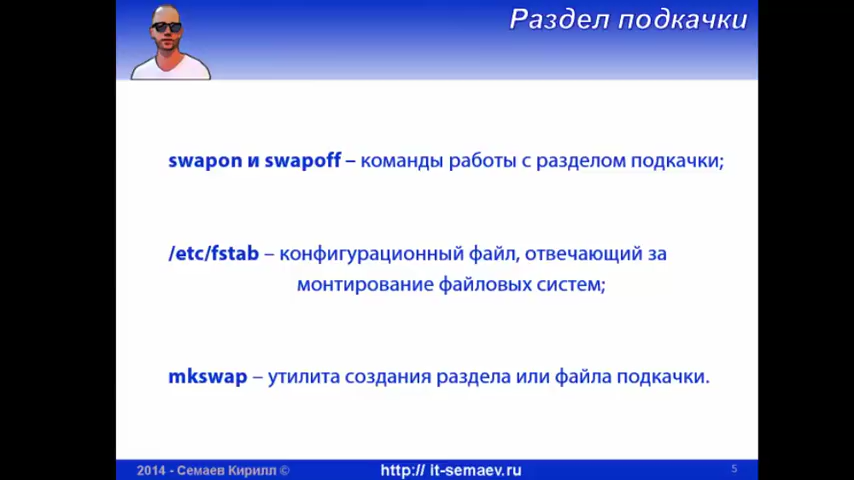 Раздел подкачки
swapon и swapoff – команды работы с разделом подкачки;
/etc/fstab – конфигурационный файл, отвечающий за
монтирование файловых систем;
mkswap – утилита создания раздела или файла подкачки.
2014 - Семаев Кирилл © http:// it-semaev.ru 5